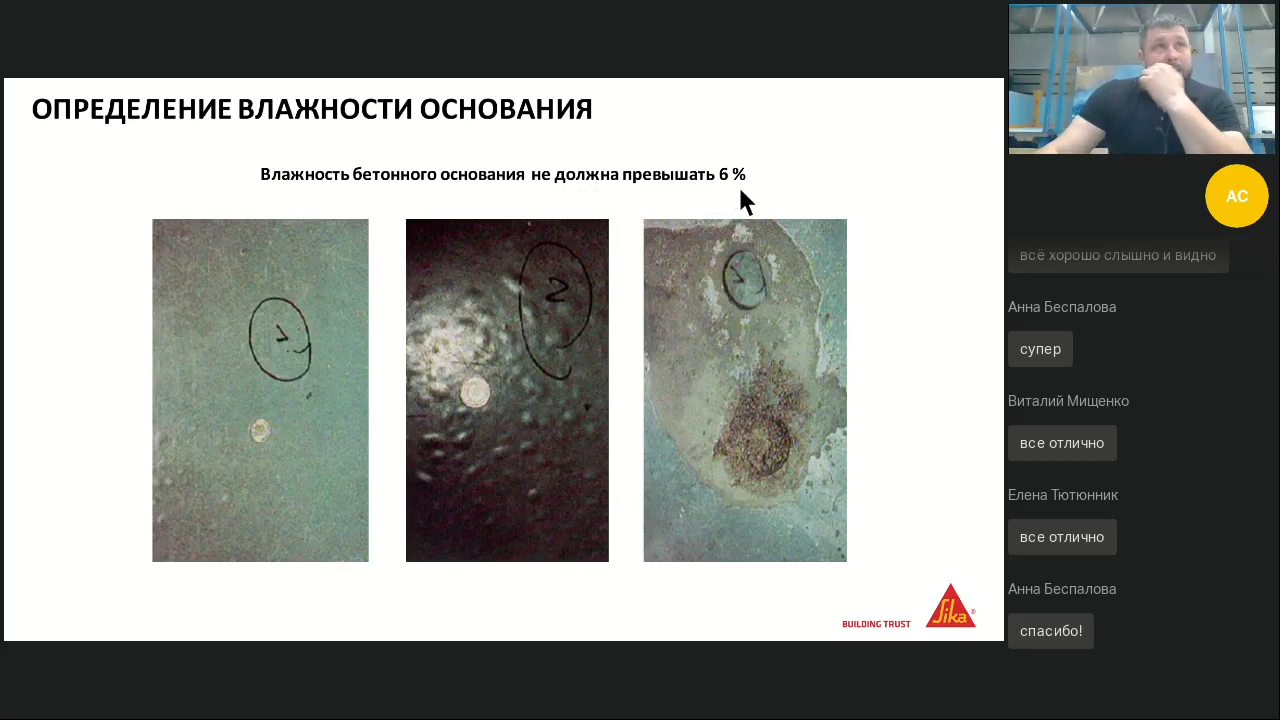 ОПРЕДЕЛЕНИЕ ВЛАЖНОСТИ ОСНОВАНИЯ
Влажность бетонного основания не должна превышать 6 %
2
BUILDING TRUST
Sika®
АС
всё хорошо слышно и видно
Анна Беспалова
супер
Виталий Мищенко
все отлично
Елена Тютюнник
все отлично
Анна Беспалова
спасибо!